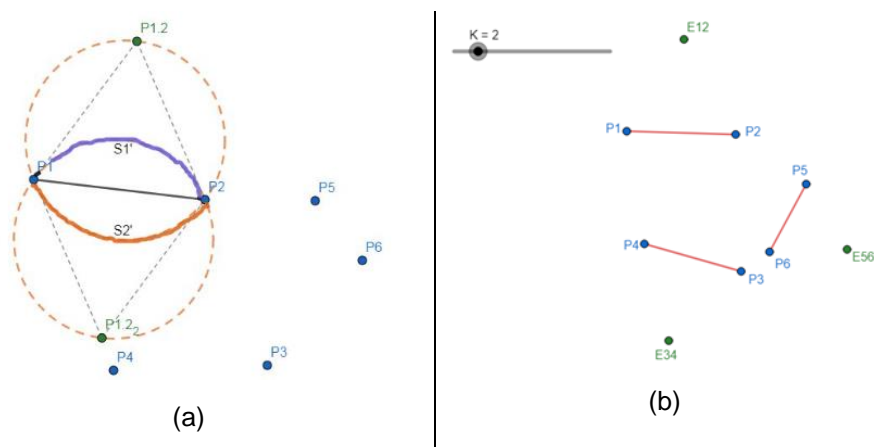 P1.2
S1'
P1
P2
S2'
P5
P6
P1.2₂
P4
P3
(a)
K = 2
E12
P1
P2
P5
P4
P6
P3
E56
E34
(b)